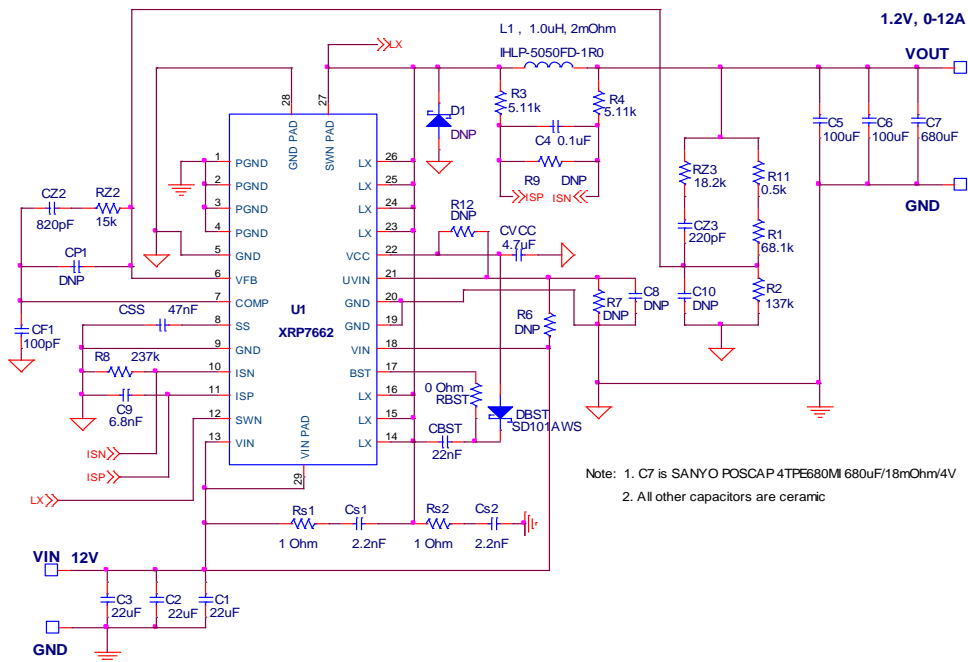 1.2V, 0-12A
VOUT
L1 , 1.0uH, 2mOhm
IHLP-5050FD-1R0
LX
R3
5.11k
R4
5.11k
C4 0.1uF
R9 DNP
ISP ISN
D1
DNP
C5
100uF
C6
100uF
C7
680uF
GND
RZ3
18.2k
R11
0.5k
CZ3
220pF
R1
68.1k
C10
DNP
R2
137k
28
27
GND PAD
SWN PAD
1 PGND
2 PGND
3 PGND
4 PGND
5 GND
6 VFB
7 COMP
8 SS
9 GND
10 ISN
11 ISP
12 SWN
13 VIN
LX 26
LX 25
LX 24
LX 23
VCC 22
UVIN 21
GND 20
GND 19
VIN 18
BST 17
LX 16
LX 15
LX 14
U1
XRP7662
VIN PAD
29
CZ2
820pF
RZ2
15k
CP1
DNP
CSS 47nF
CF1
100pF
R8 237k
C9
6.8nF
ISN
ISP
LX
R12
DNP
CVCC
4.7uF
R6
DNP
R7
DNP
C8
DNP
0 Ohm
RBST
DBST
SD101AWS
CBST
22nF
Note: 1. C7 is SANYO POSCAP 4TPE680MI 680uF/18mOhm/4V
2. All other capacitors are ceramic
Rs1
1 Ohm
Cs1
2.2nF
Rs2
1 Ohm
Cs2
2.2nF
VIN 12V
C3
22uF
C2
22uF
C1
22uF
GND